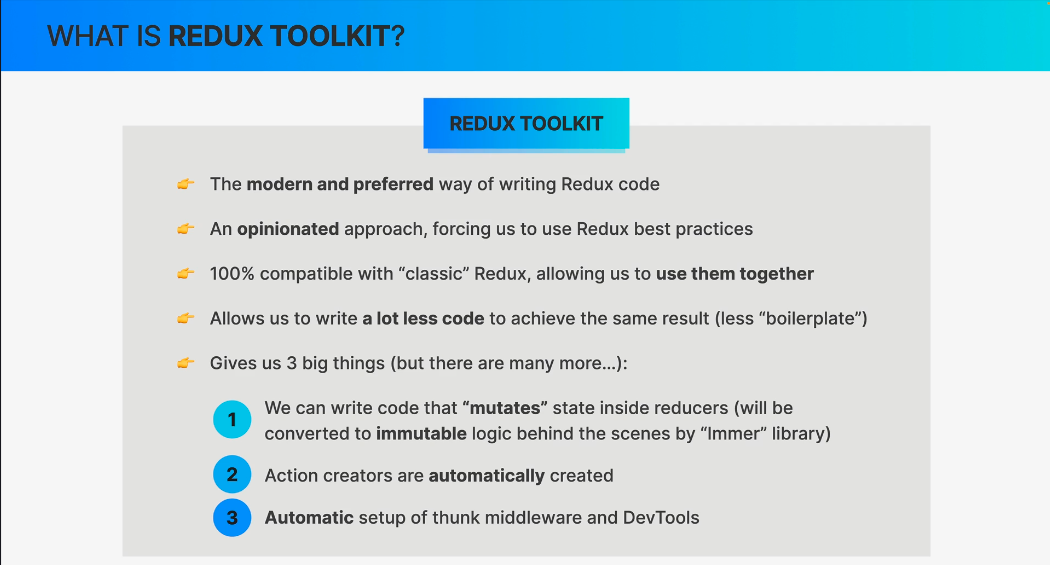 WHAT IS REDUX TOOLKIT?
REDUX TOOLKIT
The modern and preferred way of writing Redux code
An opinionated approach, forcing us to use Redux best practices
100% compatible with “classic” Redux, allowing us to use them together
Allows us to write a lot less code to achieve the same result (less “boilerplate”)
Gives us 3 big things (but there are many more…):
1 We can write code that “mutates” state inside reducers (will be
converted to immutable logic behind the scenes by “Immer” library)
2 Action creators are automatically created
3 Automatic setup of thunk middleware and DevTools